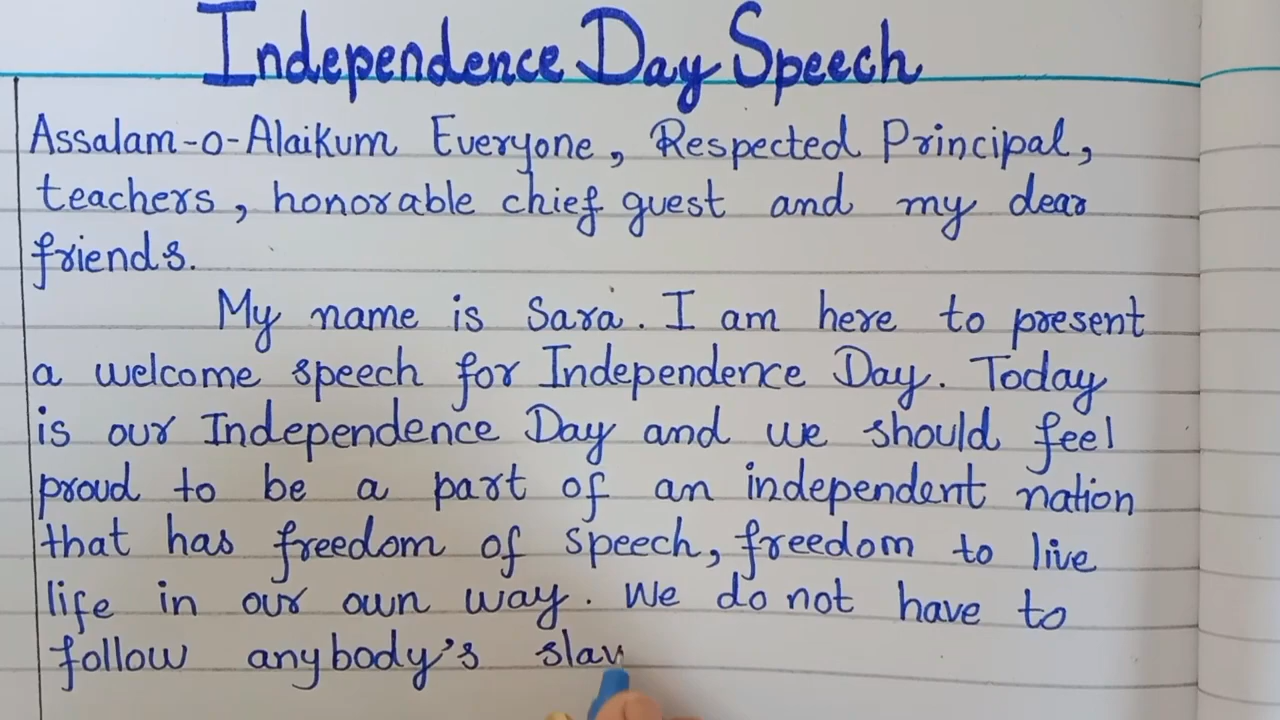 Independence Day Speech
Assalam-o-Alaikum Everyone, Respected Principal,
teachers, honorable chief guest and my dear
friends.
My name is Sara. I am here to present
a welcome speech for Independence Day. Today
is our Independence Day and we should feel
proud to be a part of an independent nation
that has freedom of speech, freedom to live
life in our own way. We do not have to
follow anybody's slav